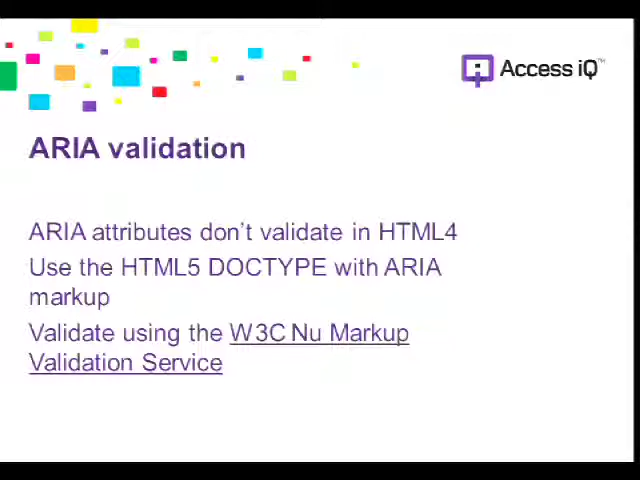 Access iQ™
ARIA validation
ARIA attributes don't validate in HTML4
Use the HTML5 DOCTYPE with ARIA
markup
Validate using the W3C Nu Markup
Validation Service